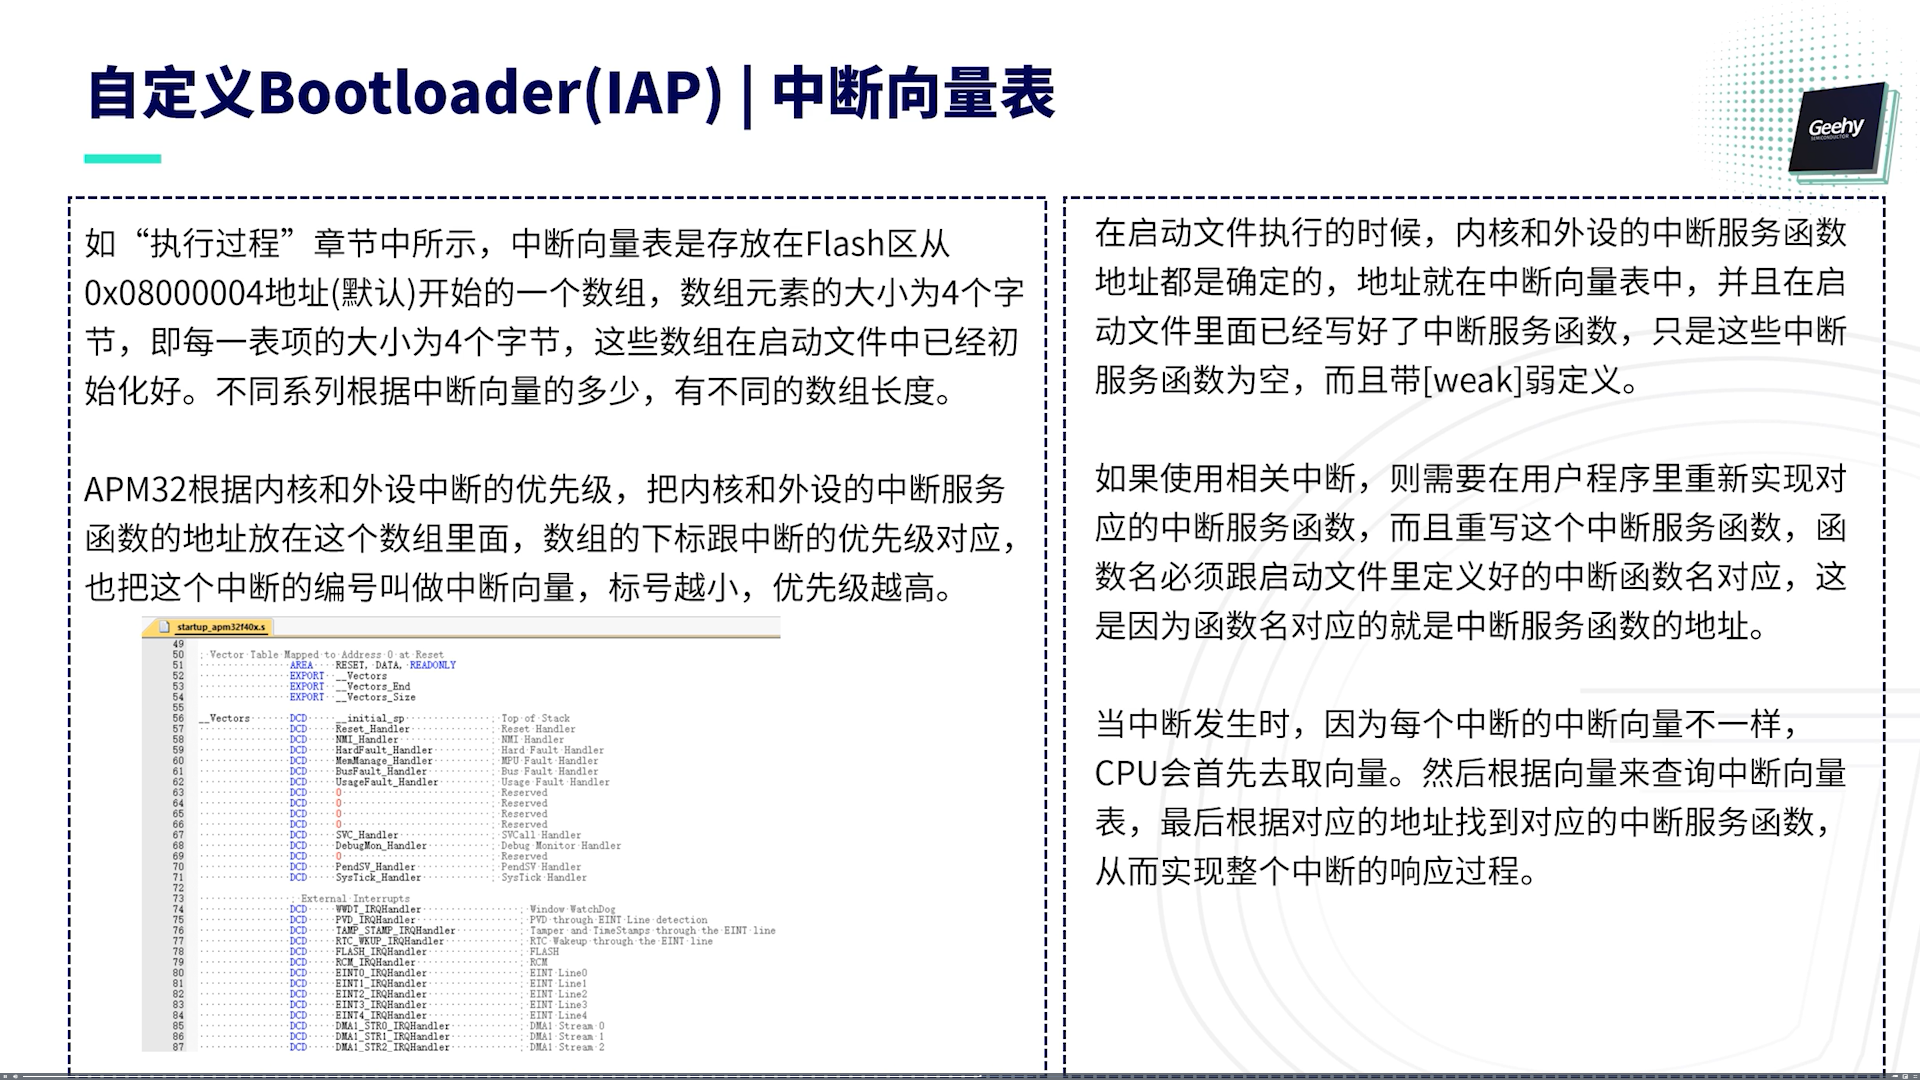 自定义Bootloader(IAP) | 中断向量表
Geehy
SEMICONDUCTOR
如“执行过程”章节中所示，中断向量表是存放在Flash区从
0x08000004地址(默认)开始的一个数组，数组元素的大小为4个字
节，即每一表项的大小为4个字节，这些数组在启动文件中已经初
始化好。不同系列根据中断向量的多少，有不同的数组长度。
APM32根据内核和外设中断的优先级，把内核和外设的中断服务
函数的地址放在这个数组里面，数组的下标跟中断的优先级对应，
也把这个中断的编号叫做中断向量，标号越小，优先级越高。
startup_apm32f40x.s
49
50 ; Vector Table Mapped to Address 0 at Reset
51 AREA RESET, DATA, READONLY
52 EXPORT __Vectors
53 EXPORT __Vectors_End
54 EXPORT __Vectors_Size
55
56 __Vectors DCD __initial_sp ; Top of Stack
57 DCD Reset_Handler ; Reset Handler
58 DCD NMI_Handler ; NMI Handler
59 DCD HardFault_Handler ; Hard Fault Handler
60 DCD MemManage_Handler ; MPU Fault Handler
61 DCD BusFault_Handler ; Bus Fault Handler
62 DCD UsageFault_Handler ; Usage Fault Handler
63 DCD 0 ; Reserved
64 DCD 0 ; Reserved
65 DCD 0 ; Reserved
66 DCD 0 ; Reserved
67 DCD SVC_Handler ; SVCall Handler
68 DCD DebugMon_Handler ; Debug Monitor Handler
69 DCD 0 ; Reserved
70 DCD PendSV_Handler ; PendSV Handler
71 DCD SysTick_Handler ; SysTick Handler
72
73 ; External Interrupts
74 DCD WWDT_IRQHandler ; Window WatchDog
75 DCD PVD_IRQHandler ; PVD through EINT Line detection
76 DCD TAMP_STAMP_IRQHandler ; Tamper and TimeStamps through the EINT line
77 DCD RTC_WKUP_IRQHandler ; RTC Wakeup through the EINT line
78 DCD FLASH_IRQHandler ; FLASH
79 DCD RCM_IRQHandler ; RCM
80 DCD EINT0_IRQHandler ; EINT Line0
81 DCD EINT1_IRQHandler ; EINT Line1
82 DCD EINT2_IRQHandler ; EINT Line2
83 DCD EINT3_IRQHandler ; EINT Line3
84 DCD EINT4_IRQHandler ; EINT Line4
85 DCD DMA1_STR0_IRQHandler ; DMA1 Stream 0
86 DCD DMA1_STR1_IRQHandler ; DMA1 Stream 1
87 DCD DMA1_STR2_IRQHandler ; DMA1 Stream 2
在启动文件执行的时候，内核和外设的中断服务函数
地址都是确定的，地址就在中断向量表中，并且在启
动文件里面已经写好了中断服务函数，只是这些中断
服务函数为空，而且带[weak]弱定义。
如果使用相关中断，则需要在用户程序里重新实现对
应的中断服务函数，而且重写这个中断服务函数，函
数名必须跟启动文件里定义好的中断函数名对应，这
是因为函数名对应的就是中断服务函数的地址。
当中断发生时，因为每个中断的中断向量不一样，
CPU会首先去取向量。然后根据向量来查询中断向量
表，最后根据对应的地址找到对应的中断服务函数，
从而实现整个中断的响应过程。